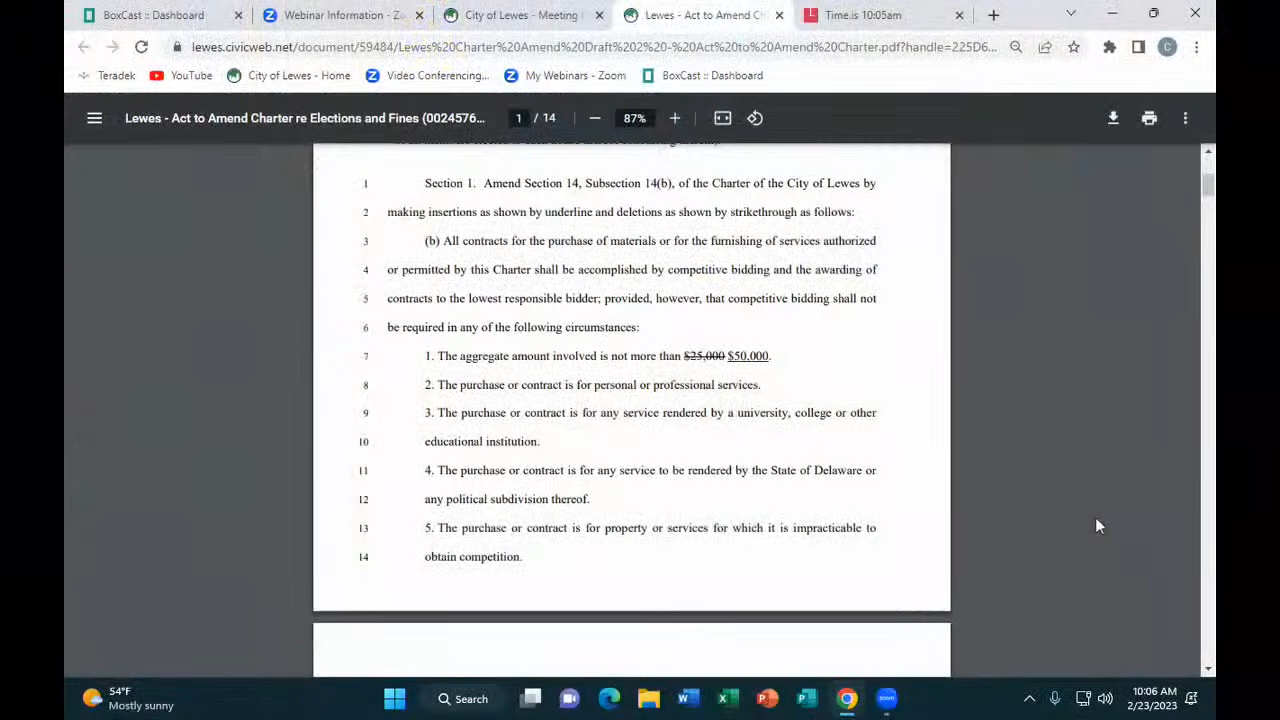 BoxCast :: Dashboard
Webinar Information - Zo
City of Lewes - Meeting
Lewes - Act to Amend Ch
Time.is 10:05am
lewes.civicweb.net/document/59484/Lewes%20Charter%20Amend%20Draft%202%20-%20Act%20to%20Amend%20Charter.pdf?handle=225D6...
C
Teradek
YouTube
City of Lewes - Home
Video Conferencing...
My Webinars - Zoom
BoxCast :: Dashboard
Lewes - Act to Amend Charter re Elections and Fines (0024576... 1 / 14 87%
1 Section 1. Amend Section 14, Subsection 14(b), of the Charter of the City of Lewes by
2 making insertions as shown by underline and deletions as shown by strikethrough as follows:
3 (b) All contracts for the purchase of materials or for the furnishing of services authorized
4 or permitted by this Charter shall be accomplished by competitive bidding and the awarding of
5 contracts to the lowest responsible bidder; provided, however, that competitive bidding shall not
6 be required in any of the following circumstances:
7 1. The aggregate amount involved is not more than $25,000 $50,000.
8 2. The purchase or contract is for personal or professional services.
9 3. The purchase or contract is for any service rendered by a university, college or other
10 educational institution.
11 4. The purchase or contract is for any service to be rendered by the State of Delaware or
12 any political subdivision thereof.
13 5. The purchase or contract is for property or services for which it is impracticable to
14 obtain competition.
54°F
Mostly sunny
Search
zoom
10:06 AM
2/23/2023